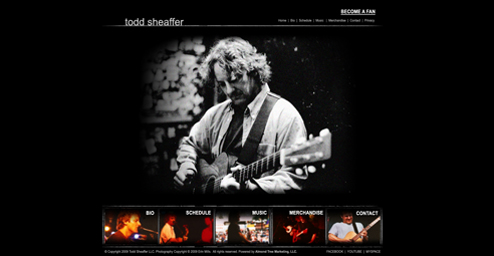 BECOME A FAN
todd sheaffer
Home | Bio | Schedule | Music | Merchandise | Contact | Privacy
BIO
SCHEDULE
MUSIC
MERCHANDISE
CONTACT
© Copyright 2009 Todd Sheaffer LLC. Photography Copyright © 2009 Eric Mills. All rights reserved. Powered by Almond Tree Marketing, LLC. FACEBOOK | YOUTUBE | MYSPACE